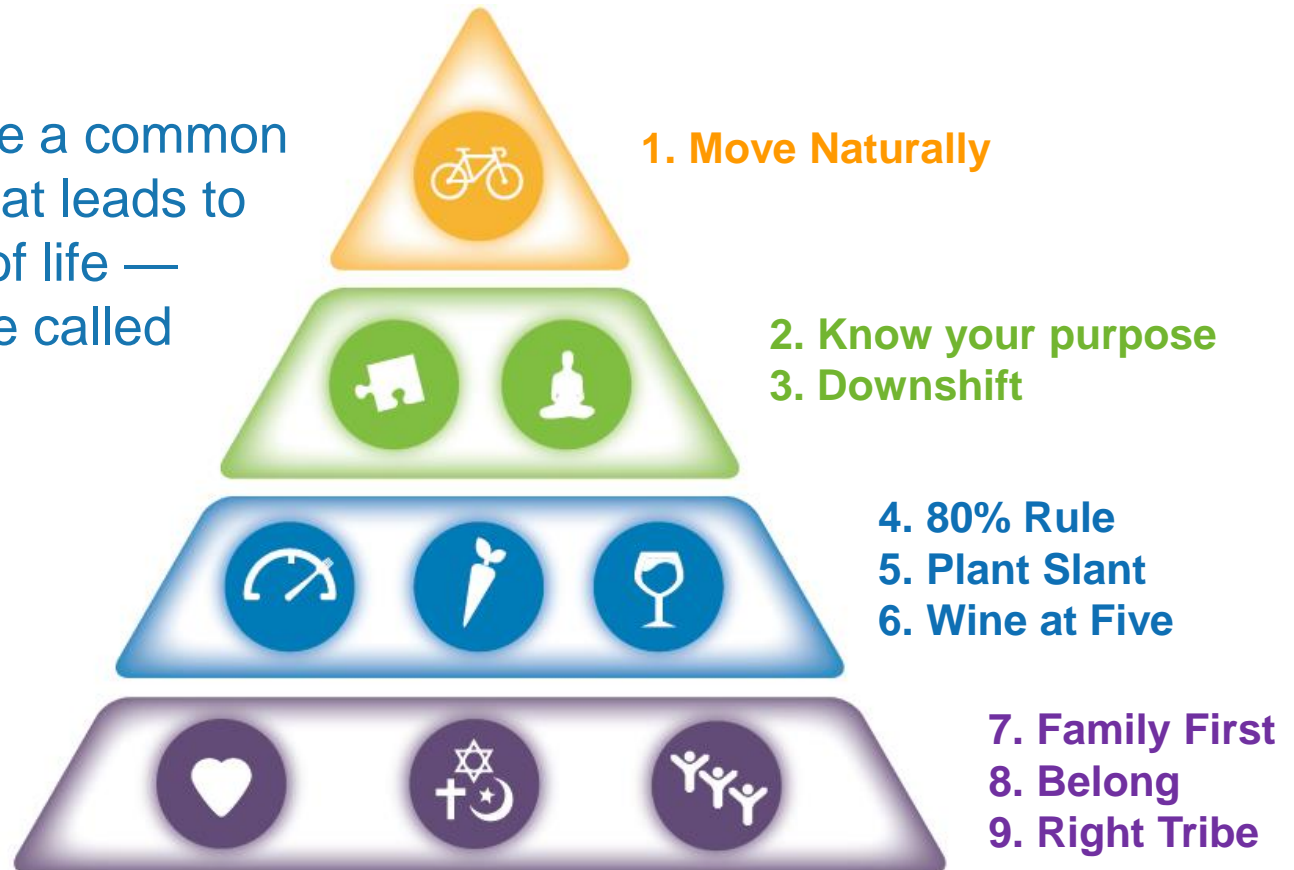 e a common
at leads to
of life —
e called
1. Move Naturally
2. Know your purpose
3. Downshift
4. 80% Rule
5. Plant Slant
6. Wine at Five
7. Family First
8. Belong
9. Right Tribe